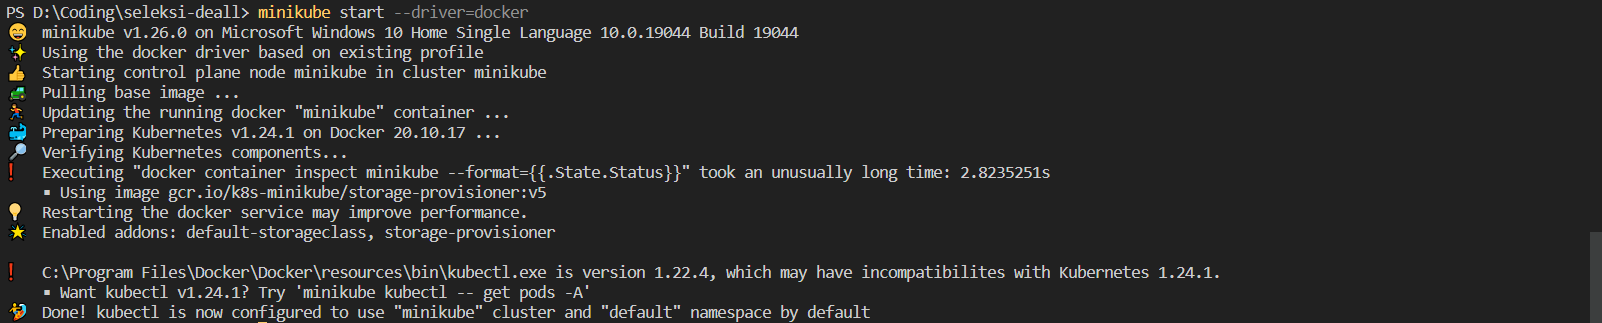 PS D:\Coding\seleksi-deall> minikube start --driver=docker
minikube v1.26.0 on Microsoft Windows 10 Home Single Language 10.0.19044 Build 19044
Using the docker driver based on existing profile
Starting control plane node minikube in cluster minikube
Pulling base image ...
Updating the running docker "minikube" container ...
Preparing Kubernetes v1.24.1 on Docker 20.10.17 ...
Verifying Kubernetes components...
Executing "docker container inspect minikube --format={{.State.Status}}" took an unusually long time: 2.8235251s
▪ Using image gcr.io/k8s-minikube/storage-provisioner:v5
Restarting the docker service may improve performance.
Enabled addons: default-storageclass, storage-provisioner
C:\Program Files\Docker\Docker\resources\bin\kubectl.exe is version 1.22.4, which may have incompatibilites with Kubernetes 1.24.1.
▪ Want kubectl v1.24.1? Try 'minikube kubectl -- get pods -A'
Done! kubectl is now configured to use "minikube" cluster and "default" namespace by default